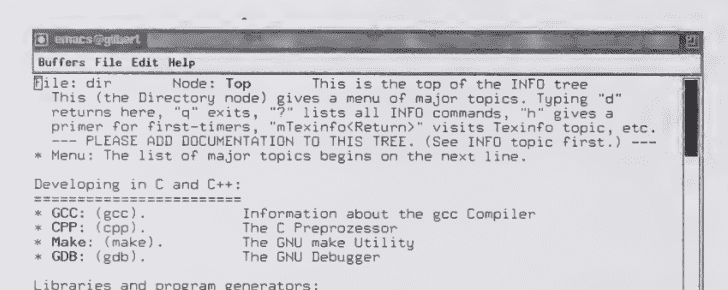 emacs@gilbert
Buffers File Edit Help
File: dir Node: Top This is the top of the INFO tree
This (the Directory node) gives a menu of major topics. Typing "d"
returns here, "q" exits, "?" lists all INFO commands, "h" gives a
primer for first-timers, "mTexinfo<Return>" visits Texinfo topic, etc.
--- PLEASE ADD DOCUMENTATION TO THIS TREE. (See INFO topic first.) ---
* Menu: The list of major topics begins on the next line.
Developing in C and C++:
========================
* GCC: (gcc). Information about the gcc Compiler
* CPP: (cpp). The C Preprozessor
* Make: (make). The GNU make Utility
* GDB: (gdb). The GNU Debugger
Libraries and program generators: